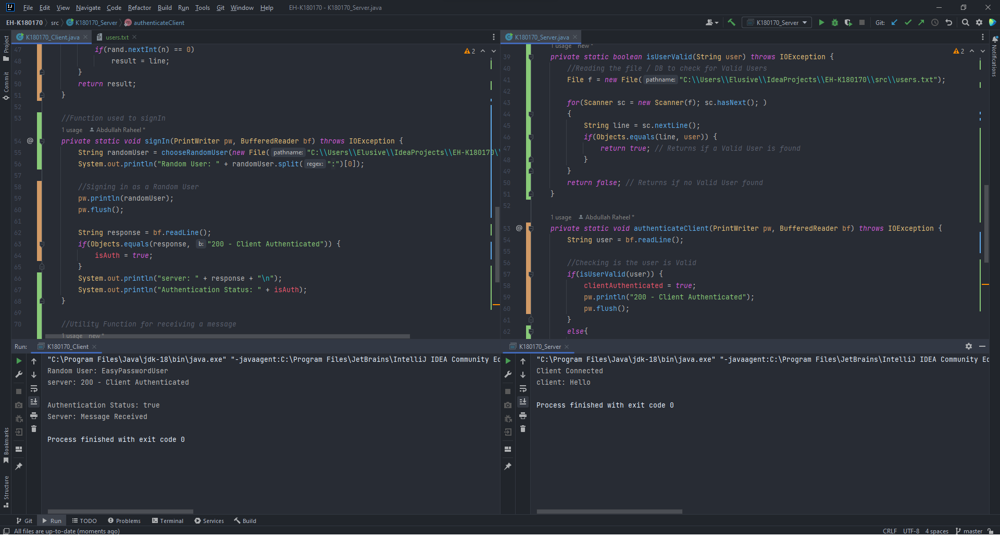 File Edit View Navigate Code Refactor Build Run Tools Git Window Help EH-K180170 - K180170_Server.java
EH-K180170 src K180170_Server authenticateClient K180170_Server Git:
Project
Commit
Bookmarks
Structure
K180170_Client.java users.txt
47 if(rand.nextInt(n) == 0) 2
48 result = line;
49 }
50 return result;
51 }
52
53 //Function used to signIn
1 usage Abdullah Raheel *
54 @ private static void signIn(PrintWriter pw, BufferedReader bf) throws IOException {
55 String randomUser = chooseRandomUser(new File( pathname: "C:\\Users\\Elusive\\IdeaProjects\\EH-K180170\\
56 System.out.println("Random User: " + randomUser.split( regex: ":")[0]);
57
58 //Signing in as a Random User
59 pw.println(randomUser);
60 pw.flush();
61
62 String response = bf.readLine();
63 if(Objects.equals(response, b: "200 - Client Authenticated")) {
64 isAuth = true;
65 }
66 System.out.println("server: " + response + "\n");
67 System.out.println("Authentication Status: " + isAuth);
68 }
69
70 //Utility Function for receiving a message
1 usage new *
K180170_Server.java
1 usage new *
39 private static boolean isUserValid(String user) throws IOException { 2
40 //Reading the file / DB to check for Valid Users
41 File f = new File( pathname: "C:\\Users\\Elusive\\IdeaProjects\\EH-K180170\\src\\users.txt");
42
43 for(Scanner sc = new Scanner(f); sc.hasNext(); )
44 {
45 String line = sc.nextLine();
46 if(Objects.equals(line, user)) {
47 return true; // Returns if a Valid User is found
48 }
49 }
50 return false; // Returns if no Valid User found
51 }
52
1 usage Abdullah Raheel *
53 @ private static void authenticateClient(PrintWriter pw, BufferedReader bf) throws IOException {
54 String user = bf.readLine();
55
56 //Checking is the user is Valid
57 if(isUserValid(user)) {
58 clientAuthenticated = true;
59 pw.println("200 - Client Authenticated");
60 pw.flush();
61 }
62 else{
Notifications
Run: K180170_Client
"C:\Program Files\Java\jdk-18\bin\java.exe" "-javaagent:C:\Program Files\JetBrains\IntelliJ IDEA Community Ed
Random User: EasyPasswordUser
server: 200 - Client Authenticated
Authentication Status: true
Server: Message Received
Process finished with exit code 0
K180170_Server
"C:\Program Files\Java\jdk-18\bin\java.exe" "-javaagent:C:\Program Files\JetBrains\IntelliJ IDEA Community Ed
Client Connected
client: Hello
Process finished with exit code 0
Git Run TODO Problems Terminal Services Build
All files are up-to-date (moments ago) CRLF UTF-8 4 spaces master